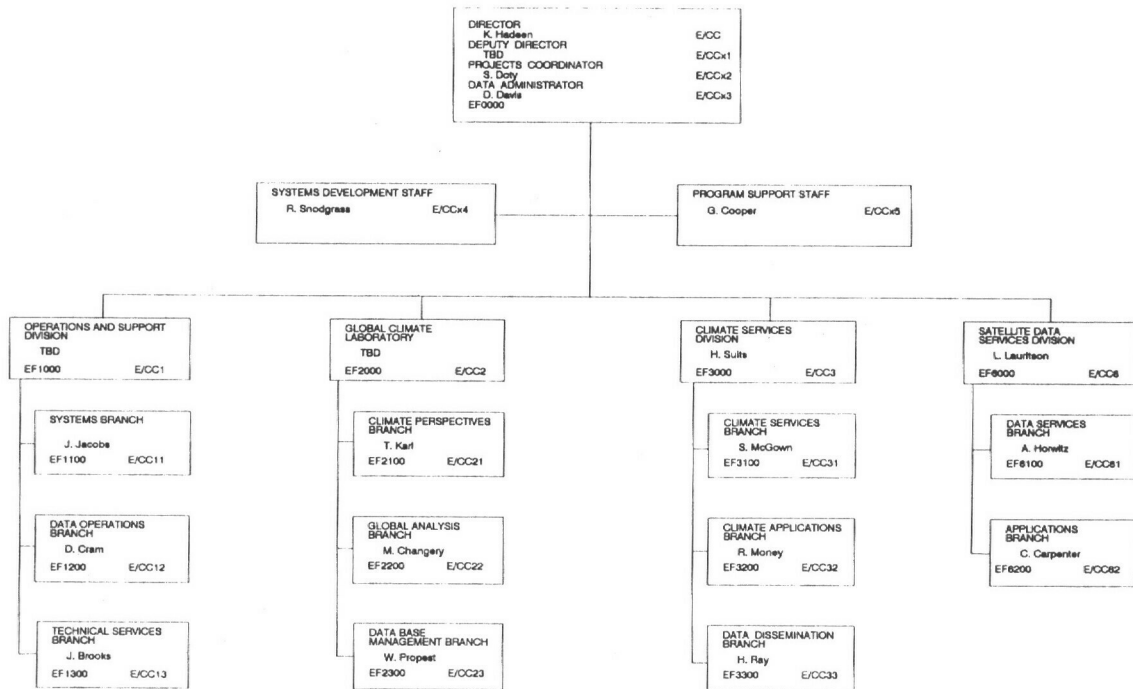 DIRECTOR
K. Hadeen E/CC
DEPUTY DIRECTOR
TBD E/CCx1
PROJECTS COORDINATOR
S. Doty E/CCx2
DATA ADMINISTRATOR
D. Davis E/CCx3
EF0000
SYSTEMS DEVELOPMENT STAFF
R. Snodgrass E/CCx4
PROGRAM SUPPORT STAFF
G. Cooper E/CCx5
OPERATIONS AND SUPPORT
DIVISION
TBD
EF1000 E/CC1
SYSTEMS BRANCH
J. Jacobs
EF1100 E/CC11
DATA OPERATIONS
BRANCH
D. Cram
EF1200 E/CC12
TECHNICAL SERVICES
BRANCH
J. Brooks
EF1300 E/CC13
GLOBAL CLIMATE
LABORATORY
TBD
EF2000 E/CC2
CLIMATE PERSPECTIVES
BRANCH
T. Karl
EF2100 E/CC21
GLOBAL ANALYSIS
BRANCH
M. Changery
EF2200 E/CC22
DATA BASE
MANAGEMENT BRANCH
W. Propest
EF2300 E/CC23
CLIMATE SERVICES
DIVISION
H. Suits
EF3000 E/CC3
CLIMATE SERVICES
BRANCH
S. McGown
EF3100 E/CC31
CLIMATE APPLICATIONS
BRANCH
R. Money
EF3200 E/CC32
DATA DISSEMINATION
BRANCH
H. Ray
EF3300 E/CC33
SATELLITE DATA
SERVICES DIVISION
L. Lauritson
EF6000 E/CC6
DATA SERVICES
BRANCH
A. Horwitz
EF6100 E/CC61
APPLICATIONS
BRANCH
C. Carpenter
EF6200 E/CC62